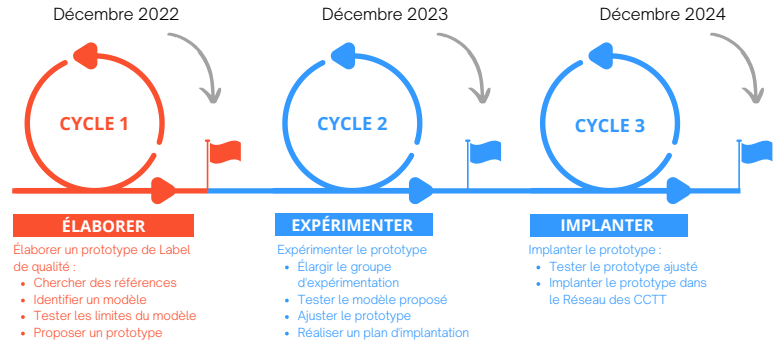 Décembre 2022
Décembre 2023
Décembre 2024
CYCLE 1
CYCLE 2
CYCLE 3
ÉLABORER
Élaborer un prototype de Label
de qualité :
• Chercher des références
• Identifier un modèle
• Tester les limites du modèle
• Proposer un prototype
EXPÉRIMENTER
Expérimenter le prototype
• Élargir le groupe
d'expérimentation
• Tester le modèle proposé
• Ajuster le prototype
• Réaliser un plan d'implantation
IMPLANTER
Implanter le prototype :
• Tester le prototype ajusté
• Implanter le prototype dans
le Réseau des CCTT